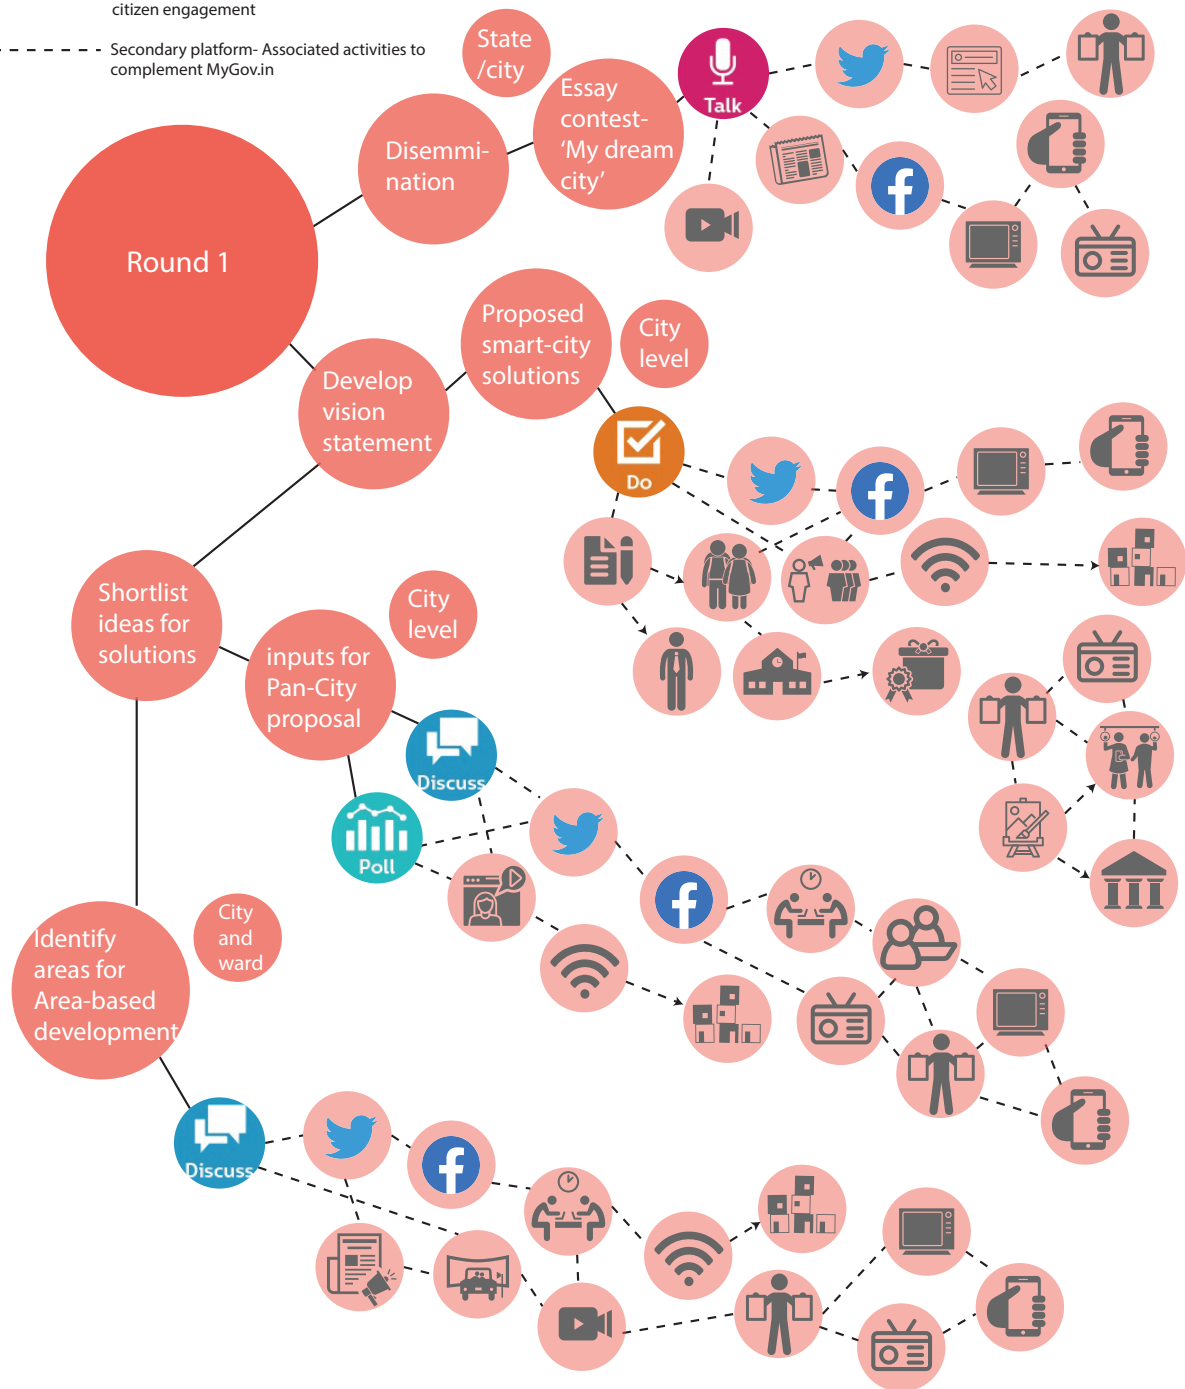 citizen engagement
Secondary platform- Associated activities to
complement MyGov.in
State
/city
Talk
Essay
contest-
‘My dream
city’
Disemmi-
nation
Round 1
Proposed
smart-city
solutions
City
level
Develop
vision
statement
Do
Shortlist
ideas for
solutions
City
level
inputs for
Pan-City
proposal
Discuss
Poll
City
and
ward
Identify
areas for
Area-based
development
Discuss